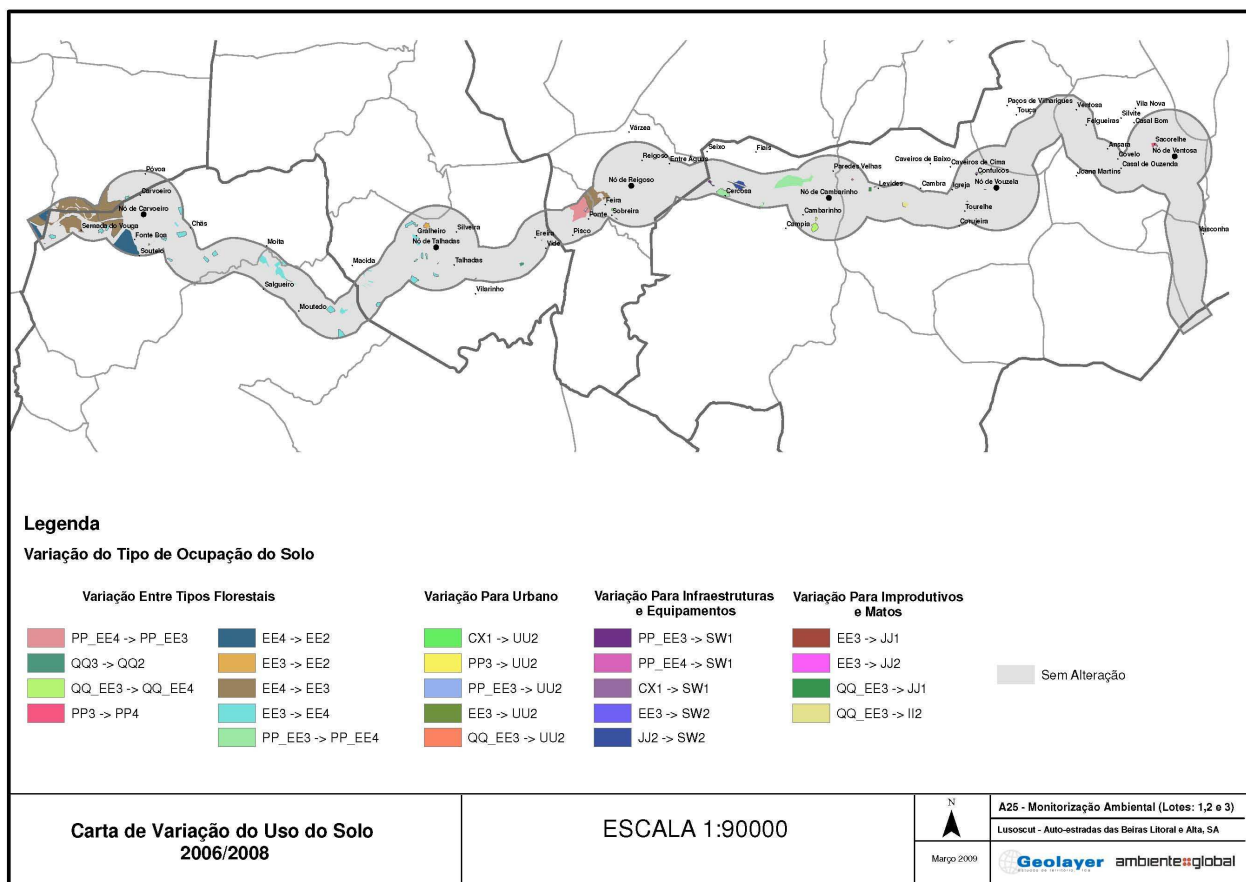 Póvoa
Carvoeiro
Nó de Carvoeiro
Sernada do Vouga
Fonte Boa
Soutelo
Chãs
Moita
Salgueiro
Moutedo
Macida
Gralheiro
Silveira
Nó de Talhadas
Talhadas
Vilarinho
Ereira
Vide
Pisco
Ponte
Feira
Sobreira
Várzea
Reigoso
Nó de Reigoso
Entre Águas
Seixo
Fiais
Cercosa
Paredes Velhas
Nó de Cambarinho
Cambarinho
Campia
Levides
Caveiros de Baixo
Cambra
Caveiros de Cima
Confulcos
Igreja
Nó de Vouzela
Tourelhe
Corujeira
Paços de Vilharigues
Touça
Ventosa
Vila Nova
Silvite
Felgueiras
Casal Bom
Sacorelhe
Nó de Ventosa
Ansara
Covelo
Casal de Ouzenda
Joana Martins
Vasconha
Legenda
Variação do Tipo de Ocupação do Solo
Variação Entre Tipos Florestais
PP_EE4 -> PP_EE3
QQ3 -> QQ2
QQ_EE3 -> QQ_EE4
PP3 -> PP4
EE4 -> EE2
EE3 -> EE2
EE4 -> EE3
EE3 -> EE4
PP_EE3 -> PP_EE4
Variação Para Urbano
CX1 -> UU2
PP3 -> UU2
PP_EE3 -> UU2
EE3 -> UU2
QQ_EE3 -> UU2
Variação Para Infraestruturas
e Equipamentos
PP_EE3 -> SW1
PP_EE4 -> SW1
CX1 -> SW1
EE3 -> SW2
JJ2 -> SW2
Variação Para Improdutivos
e Matos
EE3 -> JJ1
EE3 -> JJ2
QQ_EE3 -> JJ1
QQ_EE3 -> II2
Sem Alteração
Carta de Variação do Uso do Solo
2006/2008
ESCALA 1:90000
N
Março 2009
A25 - Monitorização Ambiental (Lotes: 1,2 e 3)
Lusoscut - Auto-estradas das Beiras Litoral e Alta, SA
Geolayer
estudos de território, lda
ambiente global